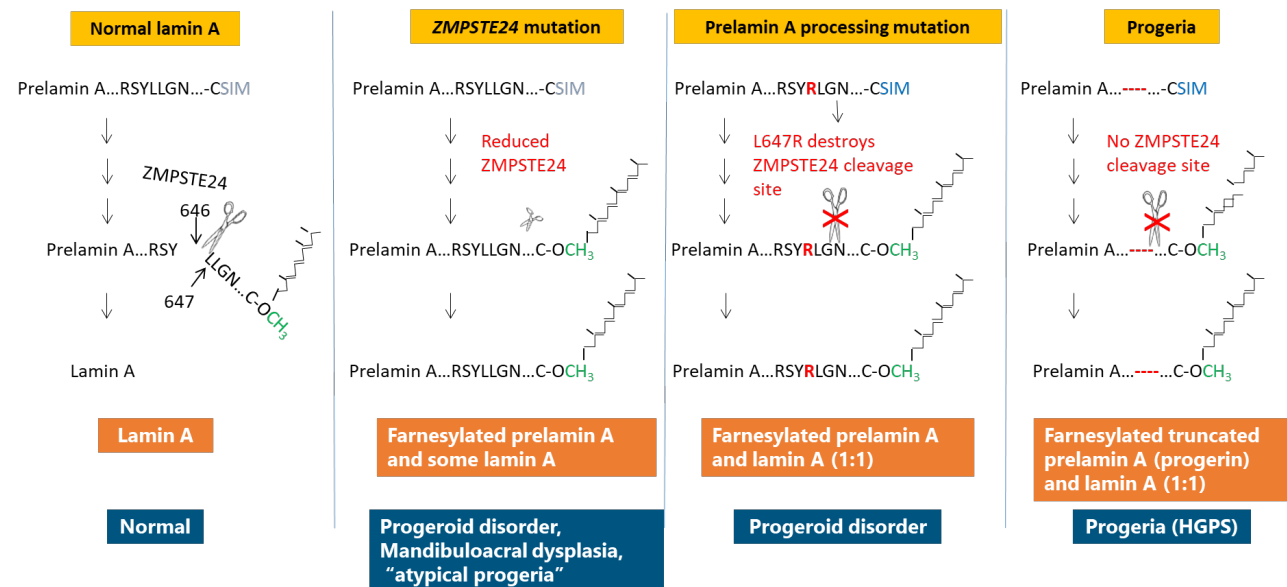 Normal lamin A
Prelamin A...RSYLLGN...-CSIM
ZMPSTE24
646
Prelamin A...RSY
LLGN...C-OCH3
647
Lamin A
Lamin A
Normal
ZMPSTE24 mutation
Prelamin A...RSYLLGN...-CSIM
Reduced
ZMPSTE24
Prelamin A...RSYLLGN...C-OCH3
Prelamin A...RSYLLGN...C-OCH3
Farnesylated prelamin A
and some lamin A
Progeroid disorder,
Mandibuloacral dysplasia,
“atypical progeria”
Prelamin A processing mutation
Prelamin A...RSYRLGN...-CSIM
L647R destroys
ZMPSTE24 cleavage
site
Prelamin A...RSYRLGN...C-OCH3
Prelamin A...RSYRLGN...C-OCH3
Farnesylated prelamin A
and lamin A (1:1)
Progeroid disorder
Progeria
Prelamin A...----...-CSIM
No ZMPSTE24
cleavage site
Prelamin A...----...C-OCH3
Prelamin A...----...C-OCH3
Farnesylated truncated
prelamin A (progerin)
and lamin A (1:1)
Progeria (HGPS)